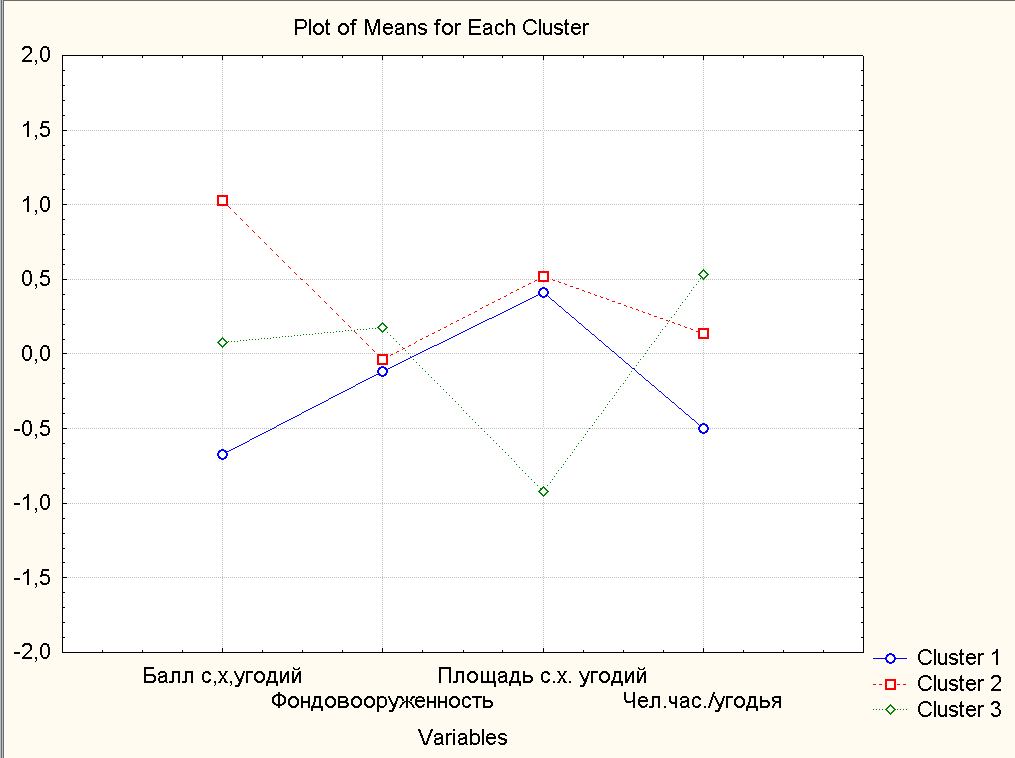 Plot of Means for Each Cluster
2,0
1,5
1,0
0,5
0,0
-0,5
-1,0
-1,5
-2,0
Балл с,х,угодий
Фондовооруженность
Площадь с.х. угодий
Чел.час./угодья
Variables
Cluster 1
Cluster 2
Cluster 3